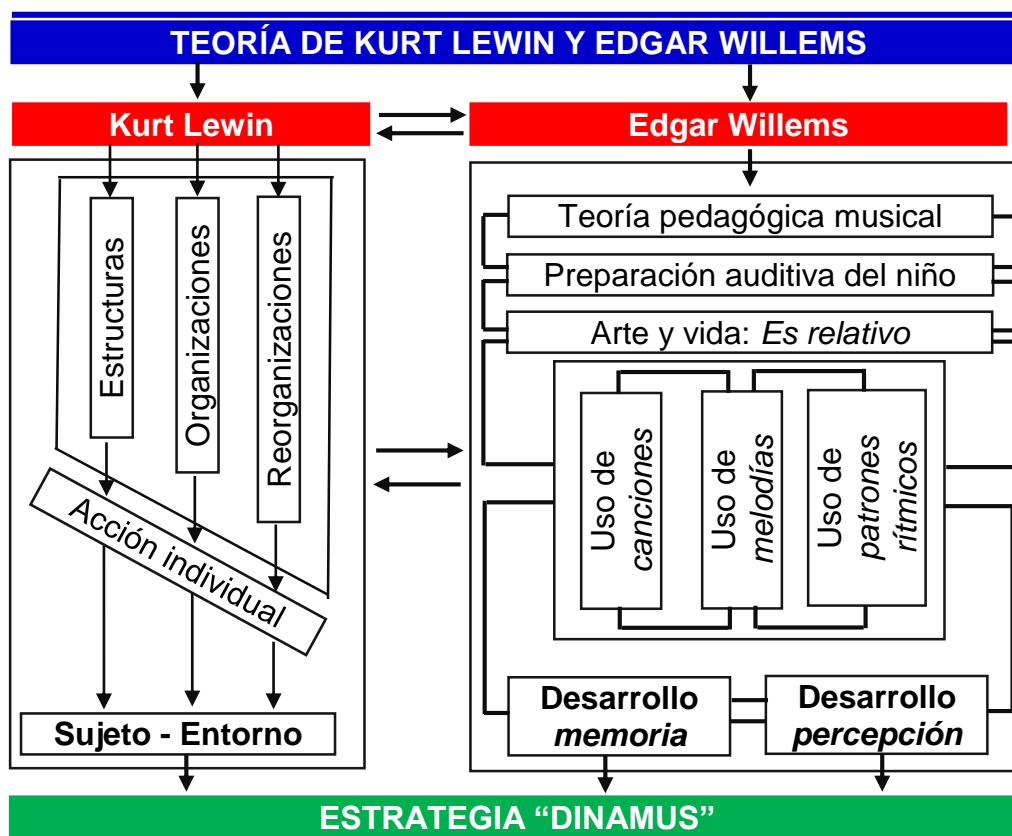 TEORÍA DE KURT LEWIN Y EDGAR WILLEMS
Kurt Lewin
Edgar Willems
Estructuras
Organizaciones
Reorganizaciones
Acción individual
Sujeto - Entorno
Teoría pedagógica musical
Preparación auditiva del niño
Arte y vida: Es relativo
Uso de
canciones
Uso de
melodías
Uso de
patrones
rítmicos
Desarrollo
memoria
Desarrollo
percepción
ESTRATEGIA “DINAMUS”